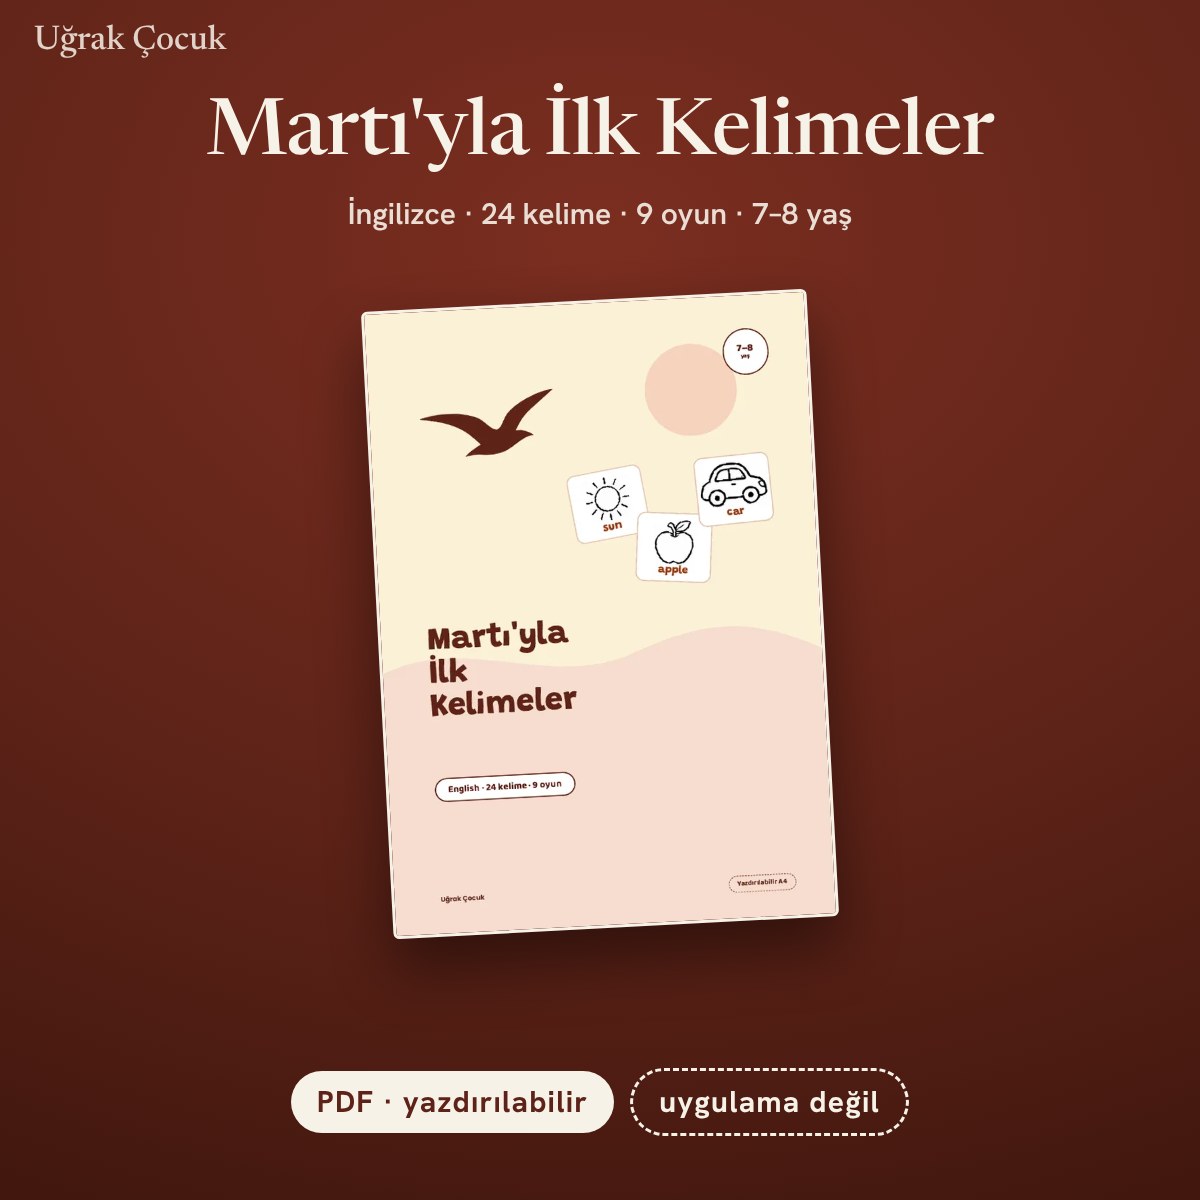 Uğrak Çocuk
Martı'yla İlk Kelimeler
İngilizce · 24 kelime · 9 oyun · 7–8 yaş
7–8
yaş
sun
apple
car
Martı'yla
İlk
Kelimeler
English · 24 kelime · 9 oyun
Uğrak Çocuk
Yazdırılabilir A4
PDF · yazdırılabilir
uygulama değil